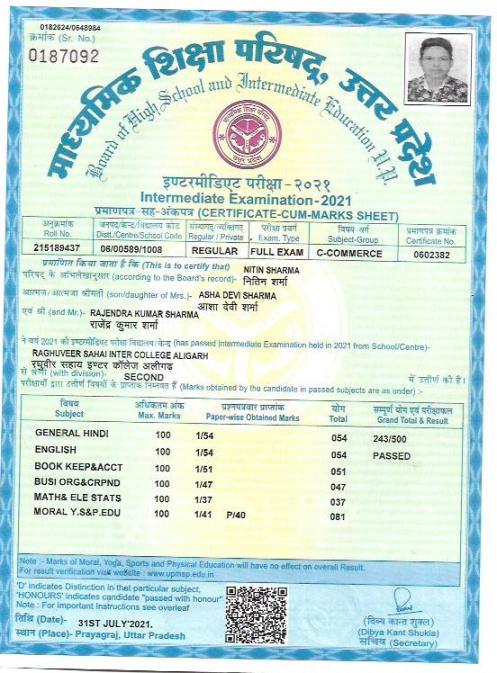 0182624/0648984
क्रमांक (Sr. No.)
0187092
माध्यमिक शिक्षा परिषद्, उत्तर प्रदेश
Board of High School and Intermediate Education U.P.
इण्टरमीडिएट परीक्षा-२०२१
Intermediate Examination-2021
प्रमाणपत्र-सह-अंकपत्र (CERTIFICATE-CUM-MARKS SHEET)
अनुक्रमांक जनपद/केन्द्र/विद्यालय कोड संस्थागत/व्यक्तिगत परीक्षा प्रवर्ग विषय वर्ग प्रमाणपत्र क्रमांक
Roll No. Distt./Centre/School Code Regular / Private Exam. Type Subject-Group Certificate No.
215189437 06/00589/1008 REGULAR FULL EXAM C-COMMERCE 0602382
प्रमाणित किया जाता है कि (This is to certify that) NITIN SHARMA
परिषद् के अभिलेखानुसार (according to the Board's record)- नितिन शर्मा
आत्मज/आत्मजा श्रीमती (son/daughter of Mrs.)- ASHA DEVI SHARMA
आशा देवी शर्मा
एवं श्री (and Mr.)- RAJENDRA KUMAR SHARMA
राजेंद्र कुमार शर्मा
ने वर्ष 2021 की इण्टरमीडिएट परीक्षा विद्यालय/केन्द्र (has passed Intermediate Examination held in 2021 from School/Centre)-
RAGHUVEER SAHAI INTER COLLEGE ALIGARH
रघुवीर सहाय इण्टर कॉलेज अलीगढ़
से श्रेणी (with division)- SECOND में उत्तीर्ण की है।
परीक्षार्थी द्वारा उत्तीर्ण विषयों के प्राप्तांक निम्नवत हैं (Marks obtained by the candidate in passed subjects are as under) :-
विषय अधिकतम अंक प्रश्नपत्रवार प्राप्तांक योग सम्पूर्ण योग एवं परीक्षाफल
Subject Max. Marks Paper-wise Obtained Marks Total Grand Total & Result
GENERAL HINDI 100 1/54 054 243/500
ENGLISH 100 1/54 054 PASSED
BOOK KEEP&ACCT 100 1/51 051
BUSI ORG&CRPND 100 1/47 047
MATH& ELE STATS 100 1/37 037
MORAL Y.S&P.EDU 100 1/41 P/40 081
Note :- Marks of Moral, Yoga, Sports and Physical Education will have no effect on overall Result.
For result verification visit website : www.upmsp.edu.in
'D' indicates Distinction in that particular subject,
'HONOURS' indicates candidate "passed with honour"
Note : For important Instructions see overleaf
तिथि (Date)- 31ST JULY'2021.
स्थान (Place)- Prayagraj, Uttar Pradesh
(दिव्य कान्त शुक्ल)
(Dibya Kant Shukla)
सचिव (Secretary)